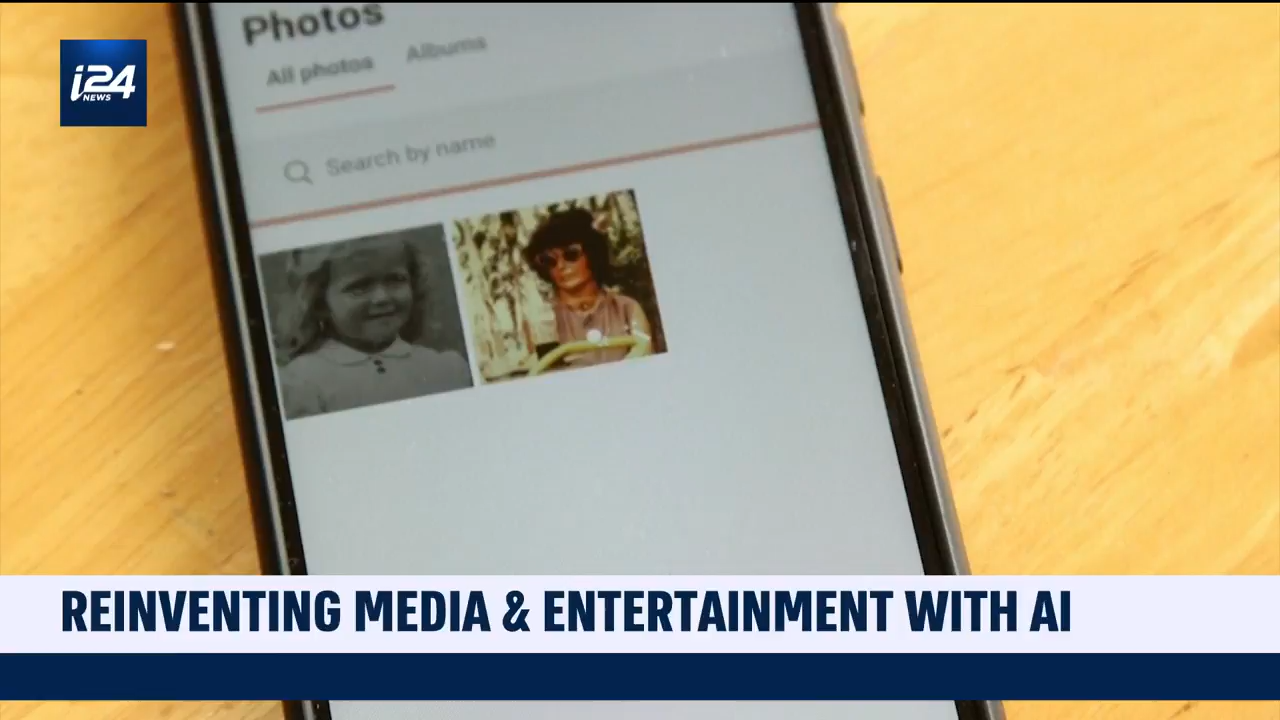 Photos
All photos Albums
Search by name
i24
NEWS
REINVENTING MEDIA & ENTERTAINMENT WITH AI